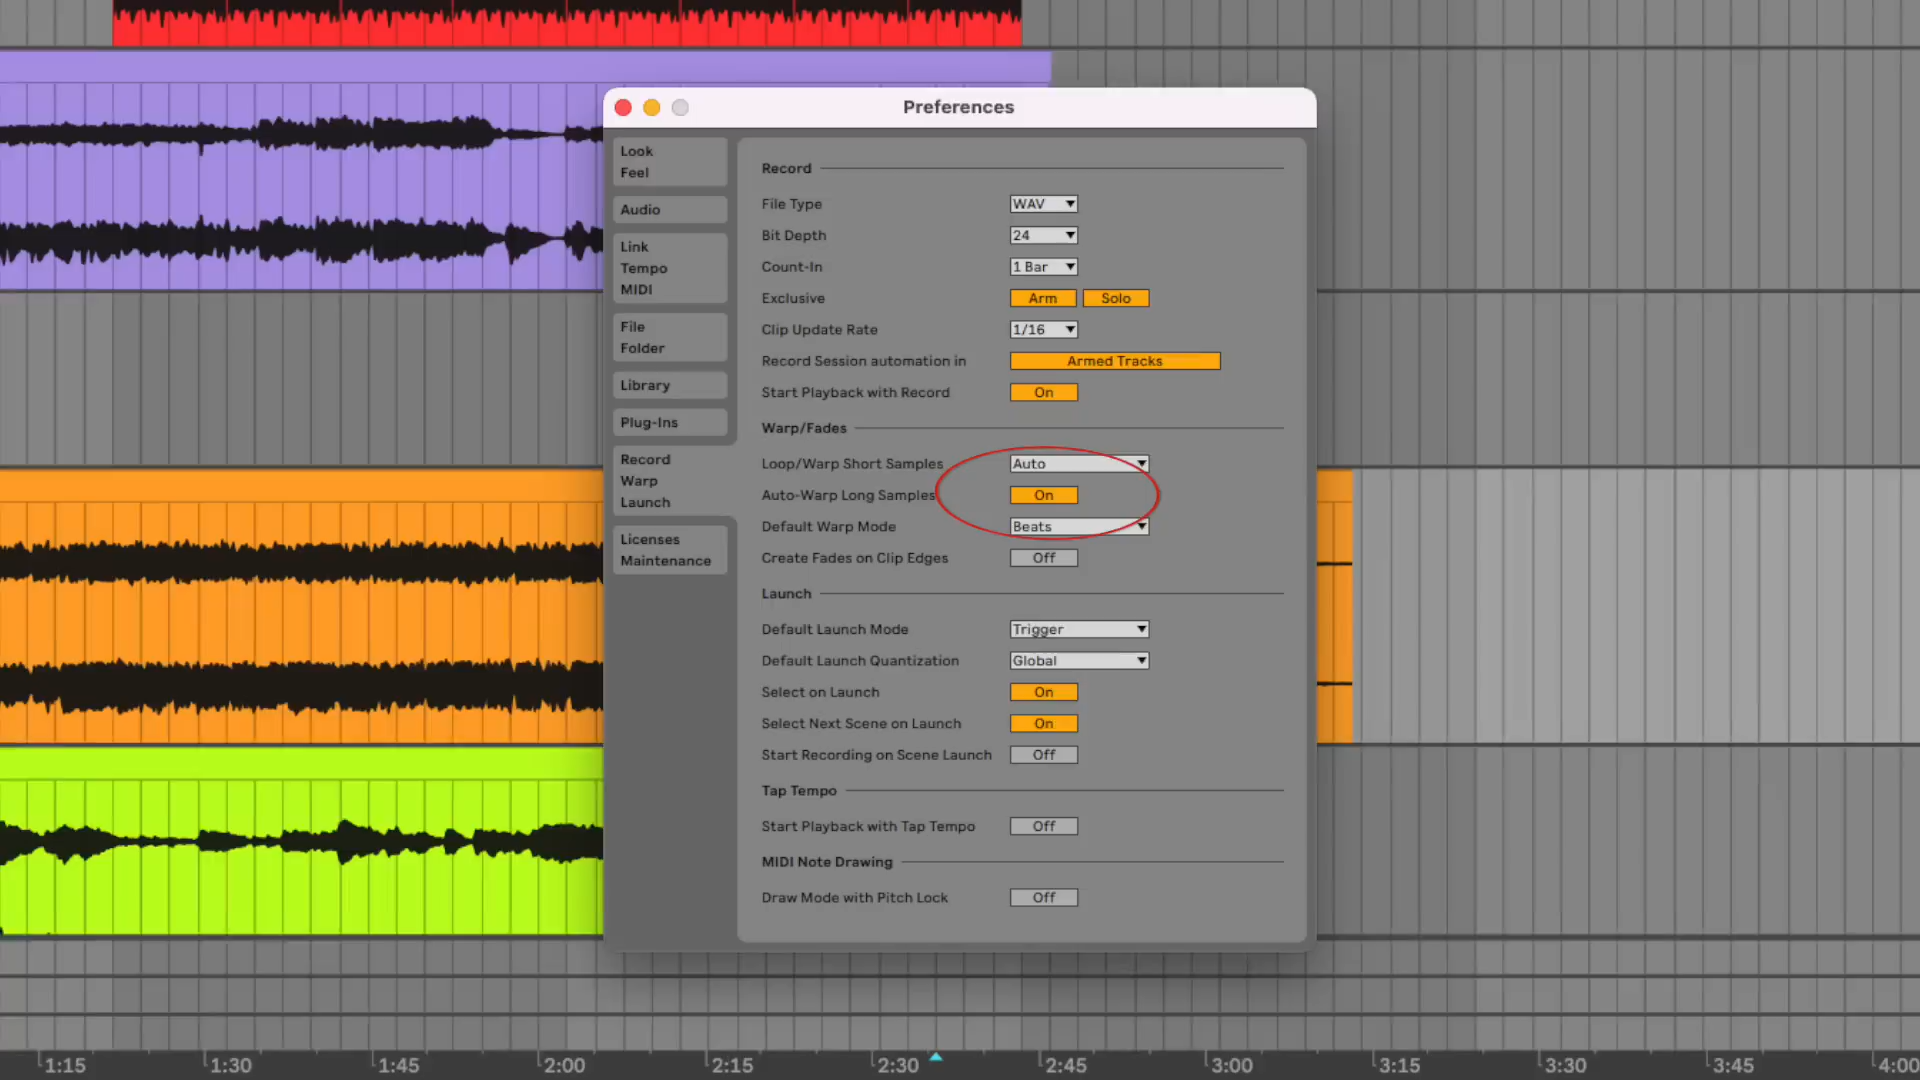 Preferences
Look
Feel
Audio
Link
Tempo
MIDI
File
Folder
Library
Plug-Ins
Record
Warp
Launch
Licenses
Maintenance
Record
File Type WAV
Bit Depth 24
Count-In 1 Bar
Exclusive Arm Solo
Clip Update Rate 1/16
Record Session automation in Armed Tracks
Start Playback with Record On
Warp/Fades
Loop/Warp Short Samples Auto
Auto-Warp Long Samples On
Default Warp Mode Beats
Create Fades on Clip Edges Off
Launch
Default Launch Mode Trigger
Default Launch Quantization Global
Select on Launch On
Select Next Scene on Launch On
Start Recording on Scene Launch Off
Tap Tempo
Start Playback with Tap Tempo Off
MIDI Note Drawing
Draw Mode with Pitch Lock Off
1:15 1:30 1:45 2:00 2:15 2:30 2:45 3:00 3:15 3:30 3:45 4:00